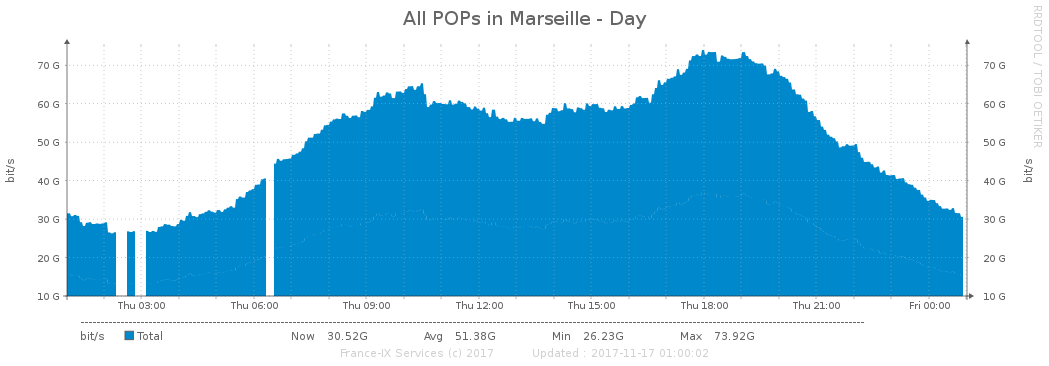 All POPs in Marseille - Day
RRDTOOL / TOBI OETIKER
bit/s
70 G 70 G
60 G 60 G
50 G 50 G
40 G 40 G
30 G 30 G
20 G 20 G
10 G 10 G
bit/s
Thu 03:00 Thu 06:00 Thu 09:00 Thu 12:00 Thu 15:00 Thu 18:00 Thu 21:00 Fri 00:00
bit/s Total Now 30.52G Avg 51.38G Min 26.23G Max 73.92G
France-IX Services (c) 2017 Updated : 2017-11-17 01:00:02